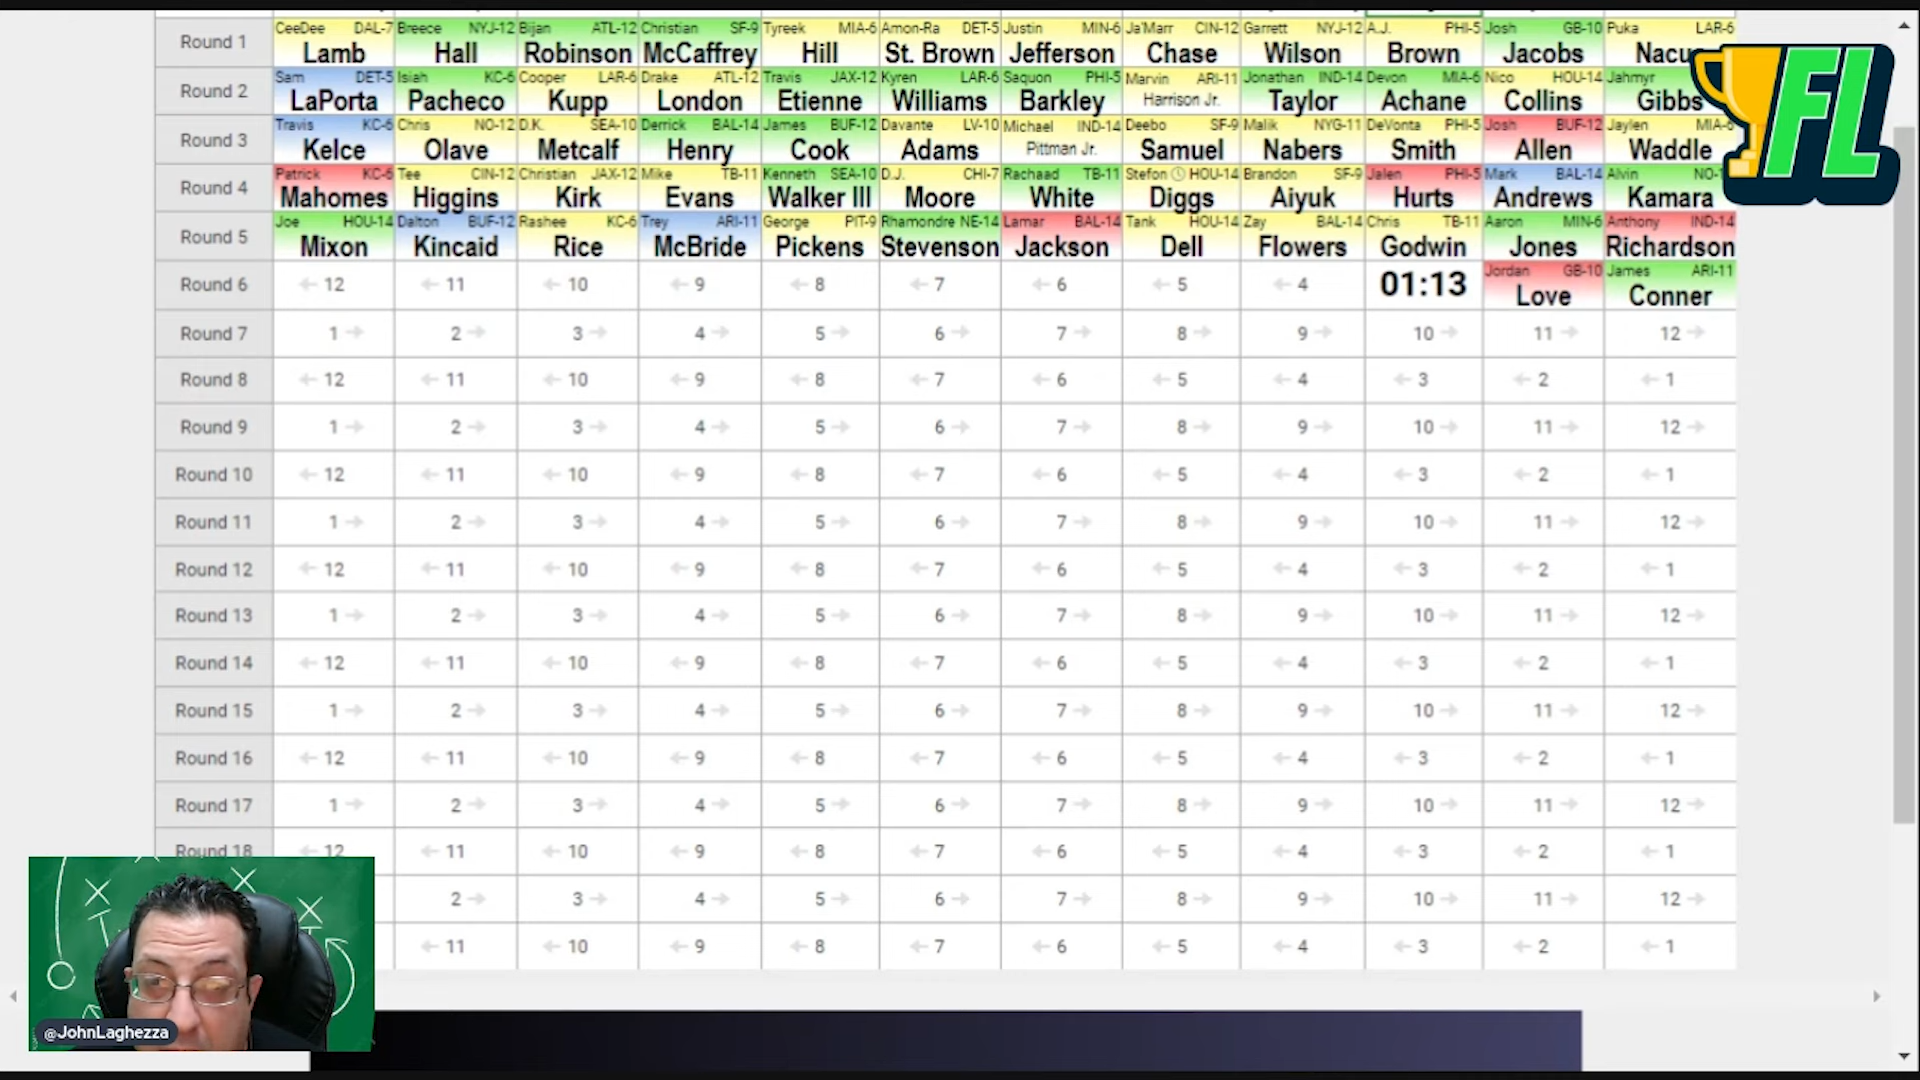 Round 1 CeeDee DAL-7 Lamb Breece NYJ-12 Hall Bijan ATL-12 Robinson Christian SF-9 McCaffrey Tyreek MIA-6 Hill Amon-Ra DET-5 St. Brown Justin MIN-6 Jefferson Ja'Marr CIN-12 Chase Garrett NYJ-12 Wilson A.J. PHI-5 Brown Josh GB-10 Jacobs Puka LAR-6
Round 2 Sam DET-5 LaPorta Isiah KC-6 Pacheco Cooper LAR-6 Kupp Drake ATL-12 London Travis JAX-12 Etienne Kyren LAR-6 Williams Saquon PHI-5 Barkley Marvin ARI-11 Harrison Jr. Jonathan IND-14 Taylor Devon MIA-6 Achane Nico HOU-14 Collins Jahmyr Gibbs
Round 3 Travis KC-6 Kelce Chris NO-12 Olave D.K. SEA-10 Metcalf Derrick BAL-14 Henry James BUF-12 Cook Davante LV-10 Adams Michael IND-14 Pittman Jr. Deebo SF-9 Samuel Malik NYG-11 Nabers DeVonta PHI-5 Smith Josh BUF-12 Allen Jaylen MIA-6 Waddle
Round 4 Patrick KC-6 Mahomes Tee CIN-12 Higgins Christian JAX-12 Kirk Mike TB-11 Evans Kenneth SEA-10 Walker III D.J. CHI-7 Moore Rachaad TB-11 White Stefon HOU-14 Diggs Brandon SF-9 Aiyuk Jalen PHI-5 Hurts Mark BAL-14 Andrews Alvin Kamara
Round 5 Joe HOU-14 Mixon Dalton BUF-12 Kincaid Rashee KC-6 Rice Trey ARI-11 McBride George PIT-9 Pickens Rhamondre NE-14 Stevenson Lamar BAL-14 Jackson Tank HOU-14 Dell Zay BAL-14 Flowers Chris TB-11 Godwin Aaron MIN-6 Jones Anthony IND-14 Richardson
Round 6 ← 12 ← 11 ← 10 ← 9 ← 8 ← 7 ← 6 ← 5 ← 4 01:13 Jordan GB-10 Love James ARI-11 Conner
Round 7 1 → 2 → 3 → 4 → 5 → 6 → 7 → 8 → 9 → 10 → 11 → 12 →
Round 8 ← 12 ← 11 ← 10 ← 9 ← 8 ← 7 ← 6 ← 5 ← 4 ← 3 ← 2 ← 1
Round 9 1 → 2 → 3 → 4 → 5 → 6 → 7 → 8 → 9 → 10 → 11 → 12 →
Round 10 ← 12 ← 11 ← 10 ← 9 ← 8 ← 7 ← 6 ← 5 ← 4 ← 3 ← 2 ← 1
Round 11 1 → 2 → 3 → 4 → 5 → 6 → 7 → 8 → 9 → 10 → 11 → 12 →
Round 12 ← 12 ← 11 ← 10 ← 9 ← 8 ← 7 ← 6 ← 5 ← 4 ← 3 ← 2 ← 1
Round 13 1 → 2 → 3 → 4 → 5 → 6 → 7 → 8 → 9 → 10 → 11 → 12 →
Round 14 ← 12 ← 11 ← 10 ← 9 ← 8 ← 7 ← 6 ← 5 ← 4 ← 3 ← 2 ← 1
Round 15 1 → 2 → 3 → 4 → 5 → 6 → 7 → 8 → 9 → 10 → 11 → 12 →
Round 16 ← 12 ← 11 ← 10 ← 9 ← 8 ← 7 ← 6 ← 5 ← 4 ← 3 ← 2 ← 1
Round 17 1 → 2 → 3 → 4 → 5 → 6 → 7 → 8 → 9 → 10 → 11 → 12 →
Round 18 ← 12 ← 11 ← 10 ← 9 ← 8 ← 7 ← 6 ← 5 ← 4 ← 3 ← 2 ← 1
2 → 3 → 4 → 5 → 6 → 7 → 8 → 9 → 10 → 11 → 12 →
← 11 ← 10 ← 9 ← 8 ← 7 ← 6 ← 5 ← 4 ← 3 ← 2 ← 1
FL
@JohnLaghezza